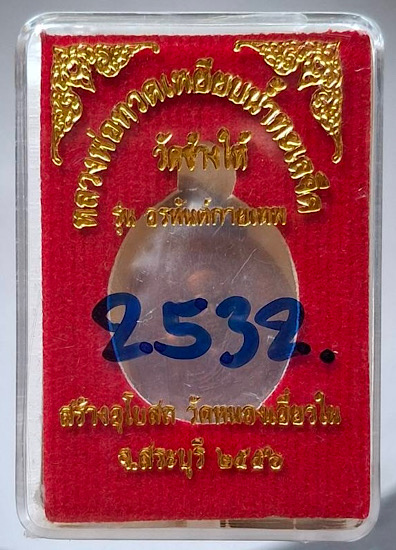 หลวงพ่อทวดเหยียบน้ำทะเลจืด
วัดช้างให้
รุ่น อรหันต์กายเทพ
2532.
สร้างอุโบสถ วัดหนองเอี่ยวใน
จ.สระบุรี ๒๕๕๖